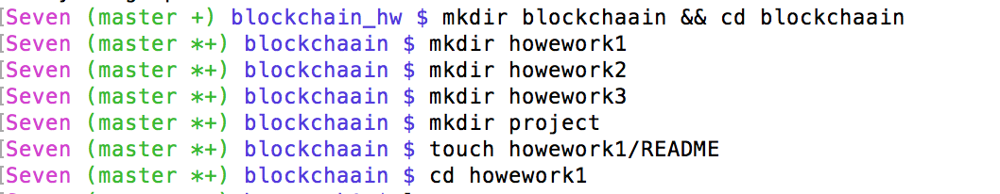 [Seven (master +) blockchain_hw $ mkdir blockchaain && cd blockchaain
[Seven (master *+) blockchaain $ mkdir howework1
[Seven (master *+) blockchaain $ mkdir howework2
[Seven (master *+) blockchaain $ mkdir howework3
[Seven (master *+) blockchaain $ mkdir project
[Seven (master *+) blockchaain $ touch howework1/README
[Seven (master *+) blockchaain $ cd howework1